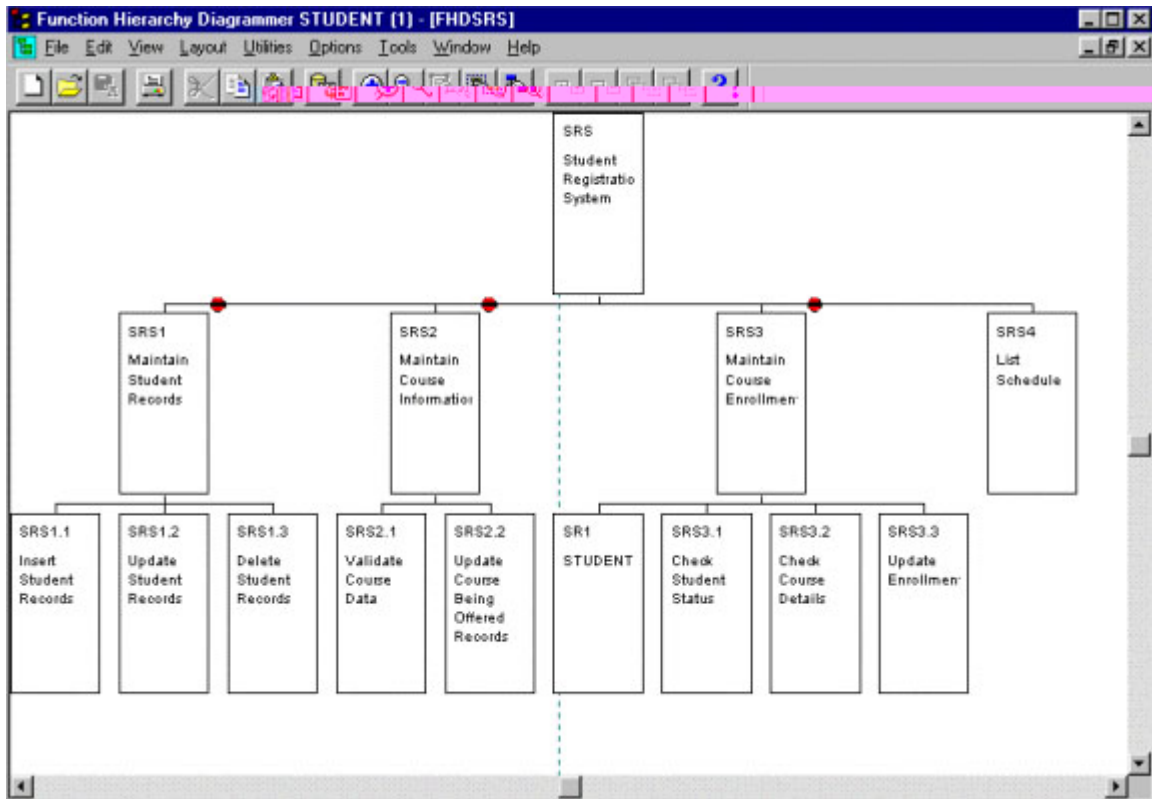 Function Hierarchy Diagrammer STUDENT (1) - [FHDSRS]
File Edit View Layout Utilities Options Tools Window Help
SRS
Student
Registratio
System
SRS1
Maintain
Student
Records
SRS2
Maintain
Course
Information
SRS3
Maintain
Course
Enrollmen
SRS4
List
Schedule
SRS1.1
Insert
Student
Records
SRS1.2
Update
Student
Records
SRS1.3
Delete
Student
Records
SRS2.1
Validate
Course
Data
SRS2.2
Update
Course
Being
Offered
Records
SR1
STUDENT
SRS3.1
Check
Student
Status
SRS3.2
Check
Course
Details
SRS3.3
Update
Enrollmen